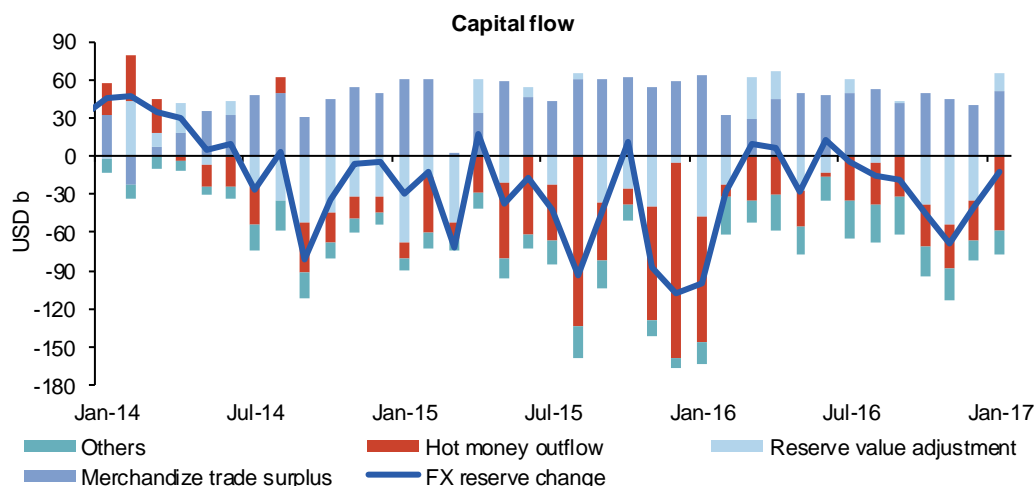 Capital flow
USD b
90
60
30
0
-30
-60
-90
-120
-150
-180
Jan-14 Jul-14 Jan-15 Jul-15 Jan-16 Jul-16 Jan-17
Others Hot money outflow Reserve value adjustment
Merchandize trade surplus FX reserve change